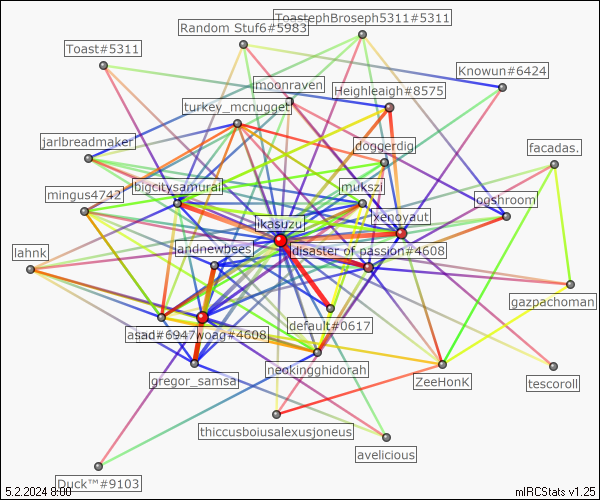 ToastephBroseph5311#5311
Random Stuf6#5983
Toast#5311
Knowun#6424
moonraven
Heighleaigh#8575
turkey_mcnugget
jarlbreadmaker
doggerdig
facadas.
bigcitysamurai
mukszi
mingus4742
ogshroom
xenoyaut
ikasuzu
lahnk
andnewbees
disaster of passion#4608
gazpachoman
default#0617
asad#6947
woag#4608
neokingghidorah
gregor_samsa
ZeeHonK
tescoroll
thiccusboiusalexusjoneus
avelicious
Duck™#9103
5.2.2024 8:00
mIRCStats v1.25